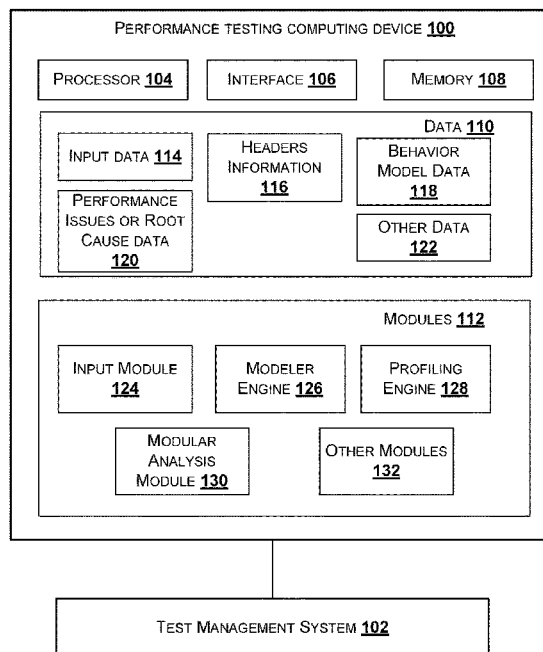 PERFORMANCE TESTING COMPUTING DEVICE 100
PROCESSOR 104
INTERFACE 106
MEMORY 108
DATA 110
INPUT DATA 114
HEADERS
INFORMATION
116
BEHAVIOR
MODEL DATA
118
PERFORMANCE
ISSUES OR ROOT
CAUSE DATA
120
OTHER DATA
122
MODULES 112
INPUT MODULE
124
MODELER
ENGINE 126
PROFILING
ENGINE 128
MODULAR
ANALYSIS
MODULE 130
OTHER MODULES
132
TEST MANAGEMENT SYSTEM 102